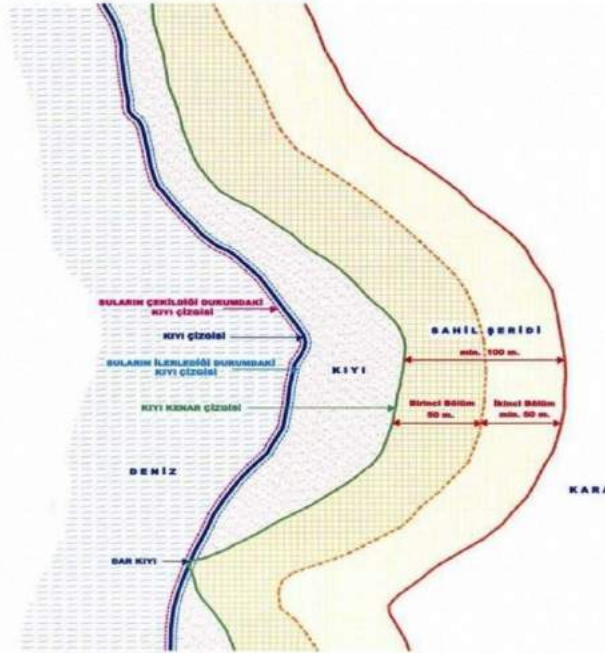 SULARIN ÇEKİLDİĞİ DURUMDAKİ
KIYI ÇİZGİSİ
KIYI ÇİZGİSİ
SULARIN İLERLEDİĞİ DURUMDAKİ
KIYI ÇİZGİSİ
KIYI
SAHİL ŞERİDİ
min. 100 m.
KIYI KENAR ÇİZGİSİ
Birinci Bölüm
50 m.
İkinci Bölüm
min. 50 m.
DENİZ
KARA
DAR KIYI